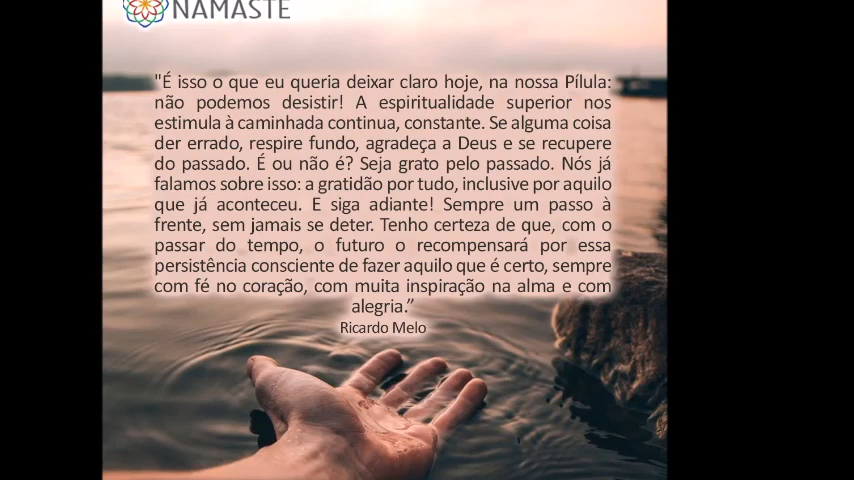 NAMASTÊ
"É isso o que eu queria deixar claro hoje, na nossa Pílula:
não podemos desistir! A espiritualidade superior nos
estimula à caminhada contínua, constante. Se alguma coisa
der errado, respire fundo, agradeça a Deus e se recupere
do passado. É ou não é? Seja grato pelo passado. Nós já
falamos sobre isso: a gratidão por tudo, inclusive por aquilo
que já aconteceu. E siga adiante! Sempre um passo à
frente, sem jamais se deter. Tenho certeza de que, com o
passar do tempo, o futuro o recompensará por essa
persistência consciente de fazer aquilo que é certo, sempre
com fé no coração, com muita inspiração na alma e com
alegria.”
Ricardo Melo